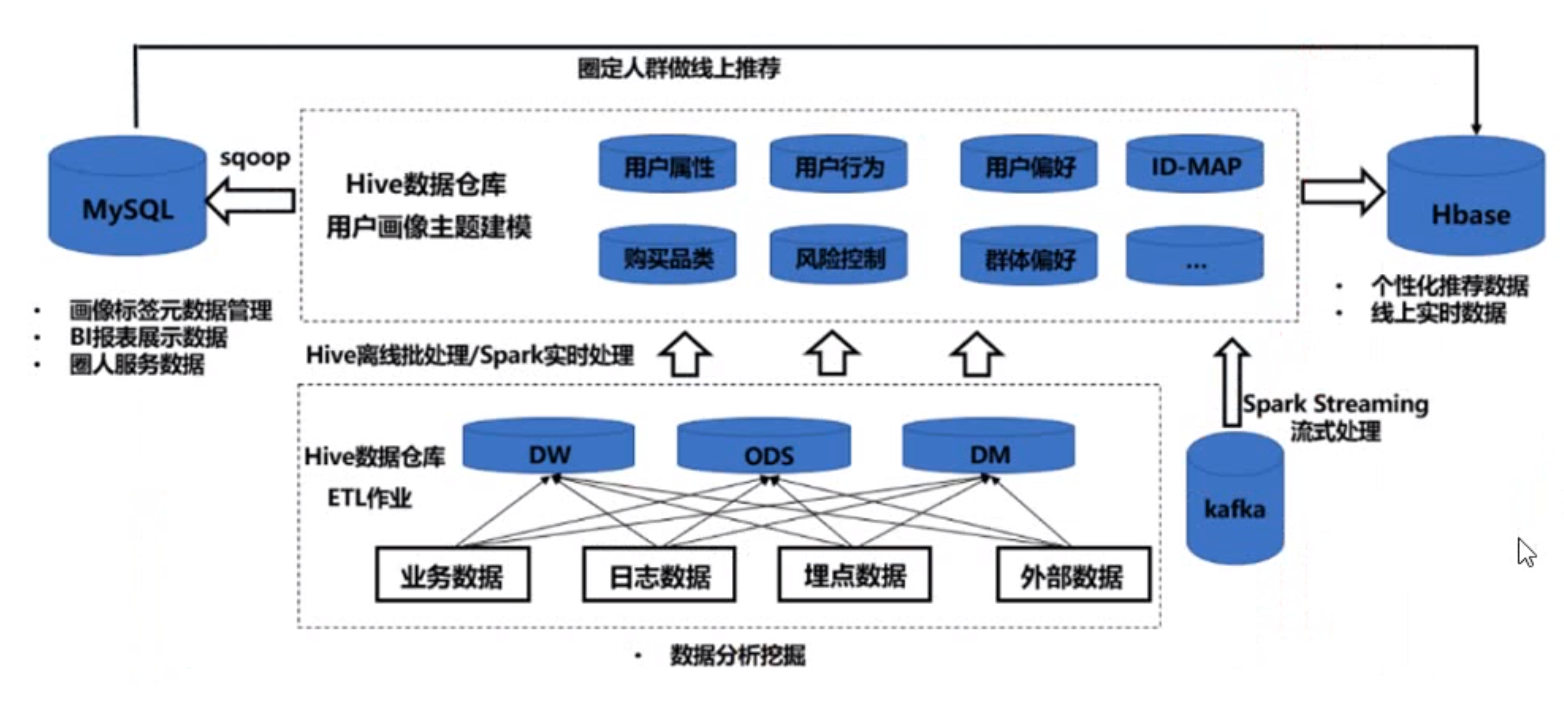 圈定人群做线上推荐
MySQL
sqoop
Hive数据仓库
用户画像主题建模
用户属性
用户行为
用户偏好
ID-MAP
购买品类
风险控制
群体偏好
...
Hbase
• 画像标签元数据管理
• BI报表展示数据
• 圈人服务数据
• 个性化推荐数据
• 线上实时数据
Hive离线批处理/Spark实时处理
Spark Streaming
流式处理
Hive数据仓库
ETL作业
DW
ODS
DM
kafka
业务数据
日志数据
埋点数据
外部数据
• 数据分析挖掘